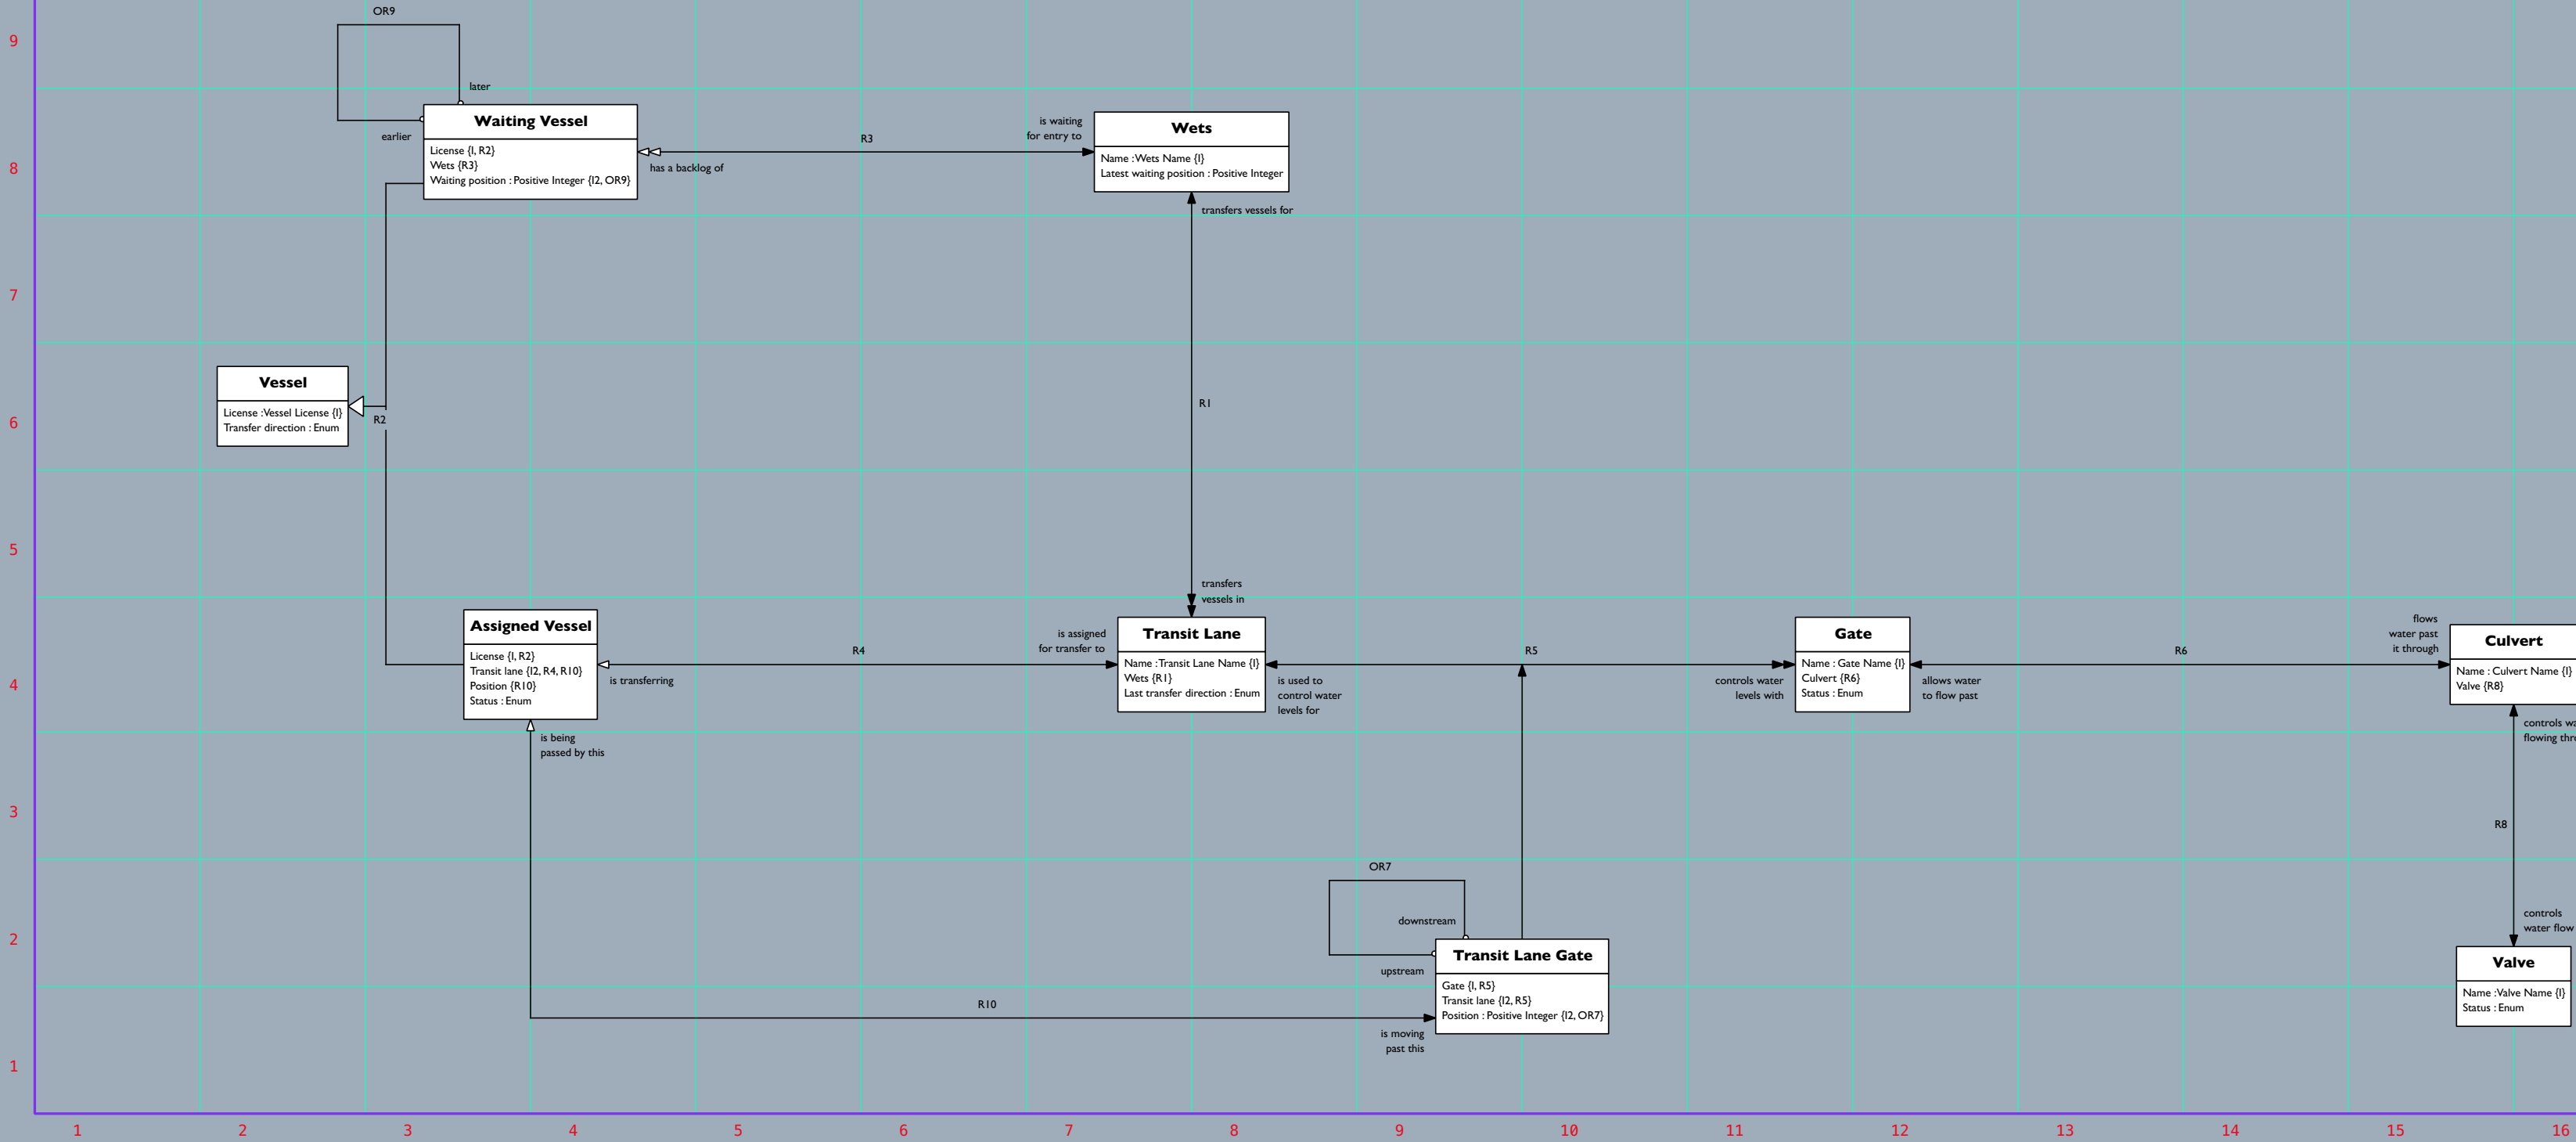 OR9
9
later
Waiting Vessel
earlier
License {I, R2}
Wets {R3}
Waiting position : Positive Integer {I2, OR9}
R3
has a backlog of
is waiting
for entry to
Wets
Name : Wets Name {I}
Latest waiting position : Positive Integer
8
transfers vessels for
7
Vessel
License : Vessel License {I}
Transfer direction : Enum
R2
R1
6
5
transfers
vessels in
Assigned Vessel
License {I, R2}
Transit lane {I2, R4, R10}
Position {R10}
Status : Enum
R4
is transferring
is assigned
for transfer to
Transit Lane
Name : Transit Lane Name {I}
Wets {R1}
Last transfer direction : Enum
is used to
control water
levels for
R5
controls water
levels with
Gate
Name : Gate Name {I}
Culvert {R6}
Status : Enum
allows water
to flow past
R6
flows
water past
it through
Culvert
Name : Culvert Name {I}
Valve {R8}
4
is being
passed by this
controls
flowing
3
R8
OR7
downstream
2
upstream
Transit Lane Gate
Gate {I, R5}
Transit lane {I2, R5}
Position : Positive Integer {I2, OR7}
R10
is moving
past this
controls
water flow
Valve
Name : Valve Name {I}
Status : Enum
1
1 2 3 4 5 6 7 8 9 10 11 12 13 14 15 16